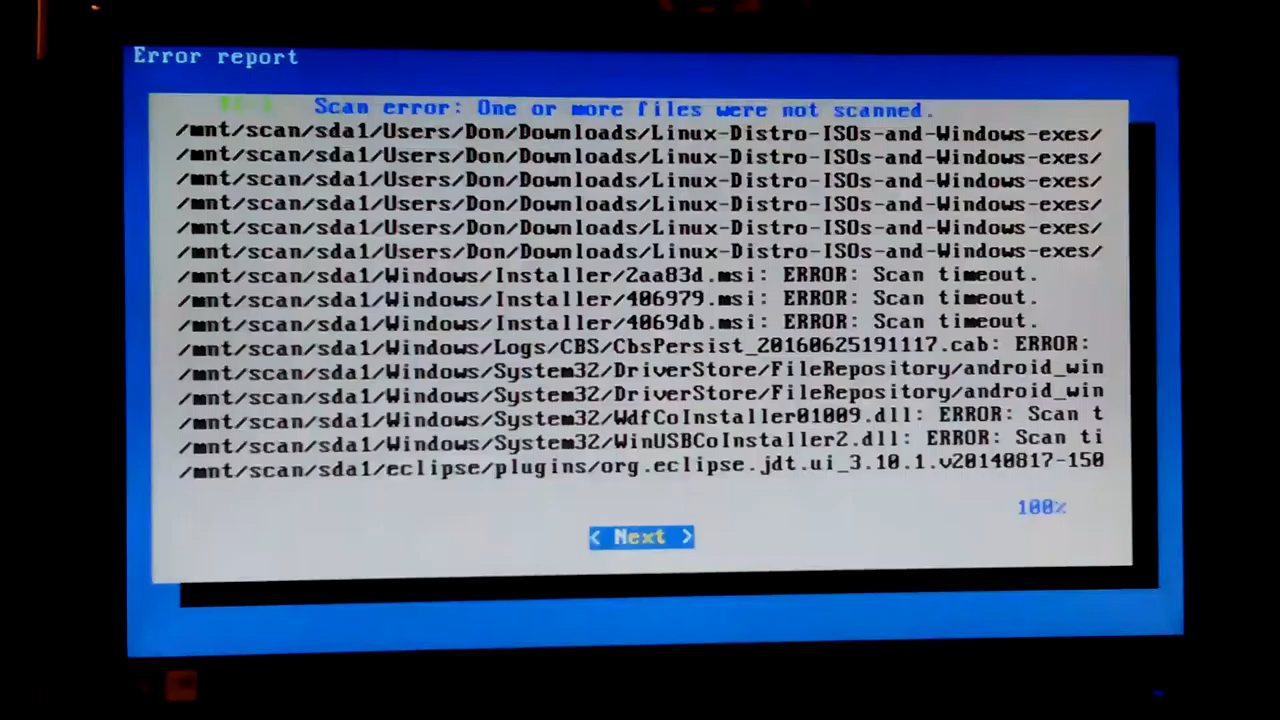 Error report
Scan error: One or more files were not scanned.
/mnt/scan/sda1/Users/Don/Downloads/Linux-Distro-ISOs-and-Windows-exes/
/mnt/scan/sda1/Users/Don/Downloads/Linux-Distro-ISOs-and-Windows-exes/
/mnt/scan/sda1/Users/Don/Downloads/Linux-Distro-ISOs-and-Windows-exes/
/mnt/scan/sda1/Users/Don/Downloads/Linux-Distro-ISOs-and-Windows-exes/
/mnt/scan/sda1/Users/Don/Downloads/Linux-Distro-ISOs-and-Windows-exes/
/mnt/scan/sda1/Users/Don/Downloads/Linux-Distro-ISOs-and-Windows-exes/
/mnt/scan/sda1/Windows/Installer/2aa83d.msi: ERROR: Scan timeout.
/mnt/scan/sda1/Windows/Installer/406979.msi: ERROR: Scan timeout.
/mnt/scan/sda1/Windows/Installer/4069db.msi: ERROR: Scan timeout.
/mnt/scan/sda1/Windows/Logs/CBS/CbsPersist_20160625191117.cab: ERROR:
/mnt/scan/sda1/Windows/System32/DriverStore/FileRepository/android_win
/mnt/scan/sda1/Windows/System32/DriverStore/FileRepository/android_win
/mnt/scan/sda1/Windows/System32/WdfCoInstaller01009.dll: ERROR: Scan t
/mnt/scan/sda1/Windows/System32/WinUSBCoInstaller2.dll: ERROR: Scan ti
/mnt/scan/sda1/eclipse/plugins/org.eclipse.jdt.ui_3.10.1.v20140817-150
100%
< Next >